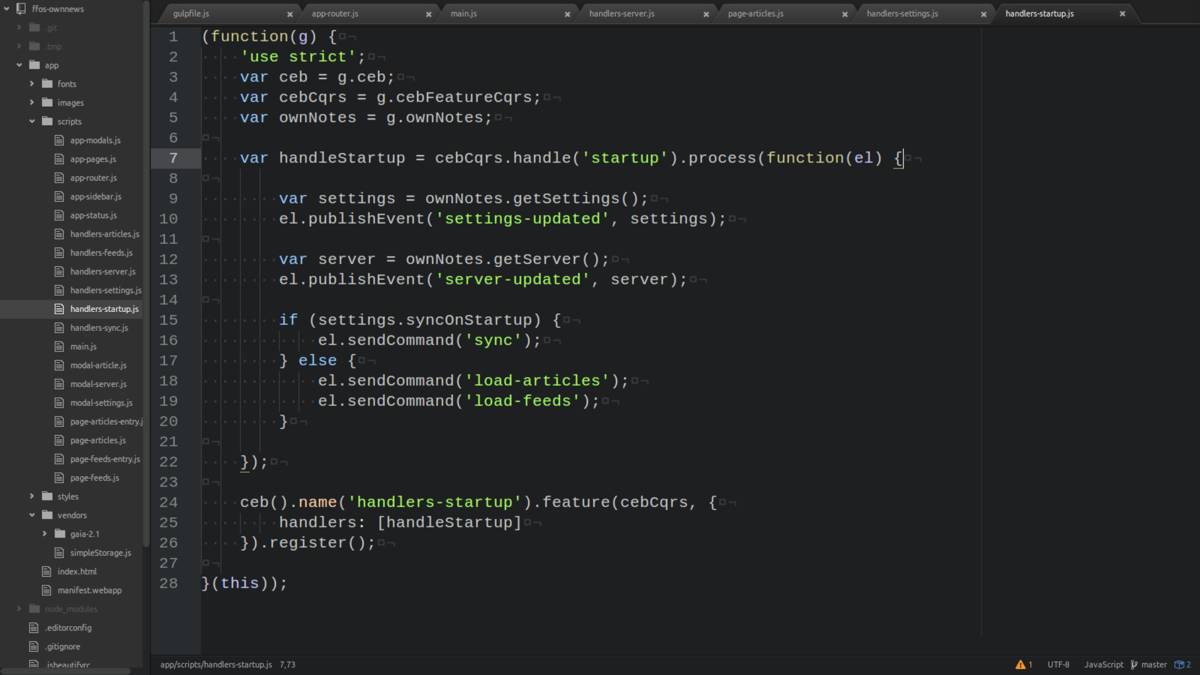 ffos-ownnews
.git
.tmp
app
fonts
images
scripts
app-modals.js
app-pages.js
app-router.js
app-sidebar.js
app-status.js
handlers-articles.js
handlers-feeds.js
handlers-server.js
handlers-settings.js
handlers-startup.js
handlers-sync.js
main.js
modal-article.js
modal-server.js
modal-settings.js
page-articles-entry.j
page-articles.js
page-feeds-entry.js
page-feeds.js
styles
vendors
gaia-2.1
simpleStorage.js
index.html
manifest.webapp
node_modules
.editorconfig
.gitignore
.jsbeautifyrc
gulpfile.js
app-router.js
main.js
handlers-server.js
page-articles.js
handlers-settings.js
handlers-startup.js
1 (function(g) {
2 'use strict';
3 var ceb = g.ceb;
4 var cebCqrs = g.cebFeatureCqrs;
5 var ownNotes = g.ownNotes;
6
7 var handleStartup = cebCqrs.handle('startup').process(function(el) {
8
9 var settings = ownNotes.getSettings();
10 el.publishEvent('settings-updated', settings);
11
12 var server = ownNotes.getServer();
13 el.publishEvent('server-updated', server);
14
15 if (settings.syncOnStartup) {
16 el.sendCommand('sync');
17 } else {
18 el.sendCommand('load-articles');
19 el.sendCommand('load-feeds');
20 }
21
22 });
23
24 ceb().name('handlers-startup').feature(cebCqrs, {
25 handlers: [handleStartup]
26 }).register();
27
28 }(this));
app/scripts/handlers-startup.js 7,73
1 UTF-8 JavaScript master 2